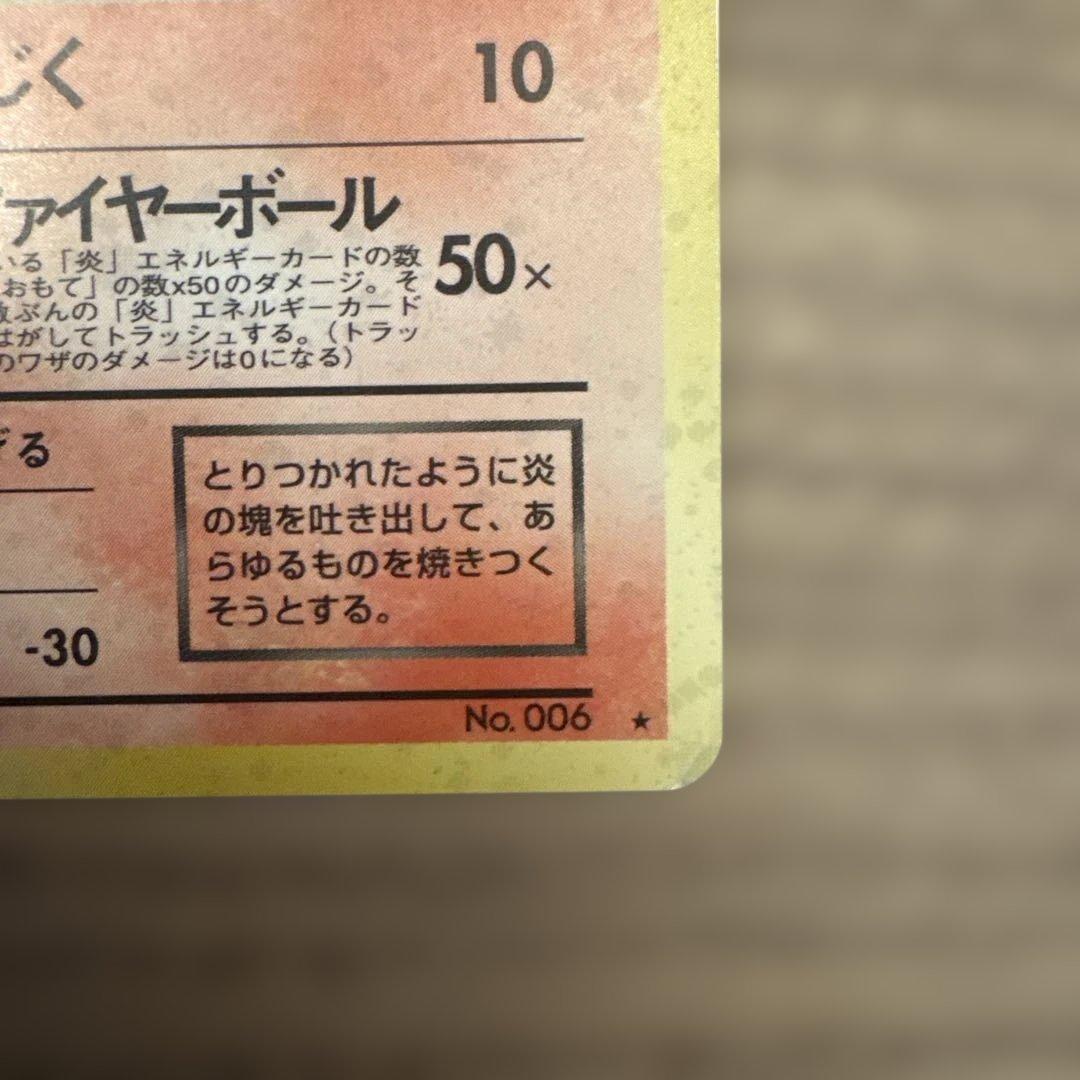 じく 10
ファイヤーボール
50×
いる「炎」エネルギーカードの数
おもて」の数x50のダメージ。そ
数ぶんの「炎」エネルギーカード
はがしてトラッシュする。（トラッ
のワザのダメージは0になる）
げる
とりつかれたように炎
の塊を吐き出して、あ
らゆるものを焼きつく
そうとする。
-30
No. 006 ★